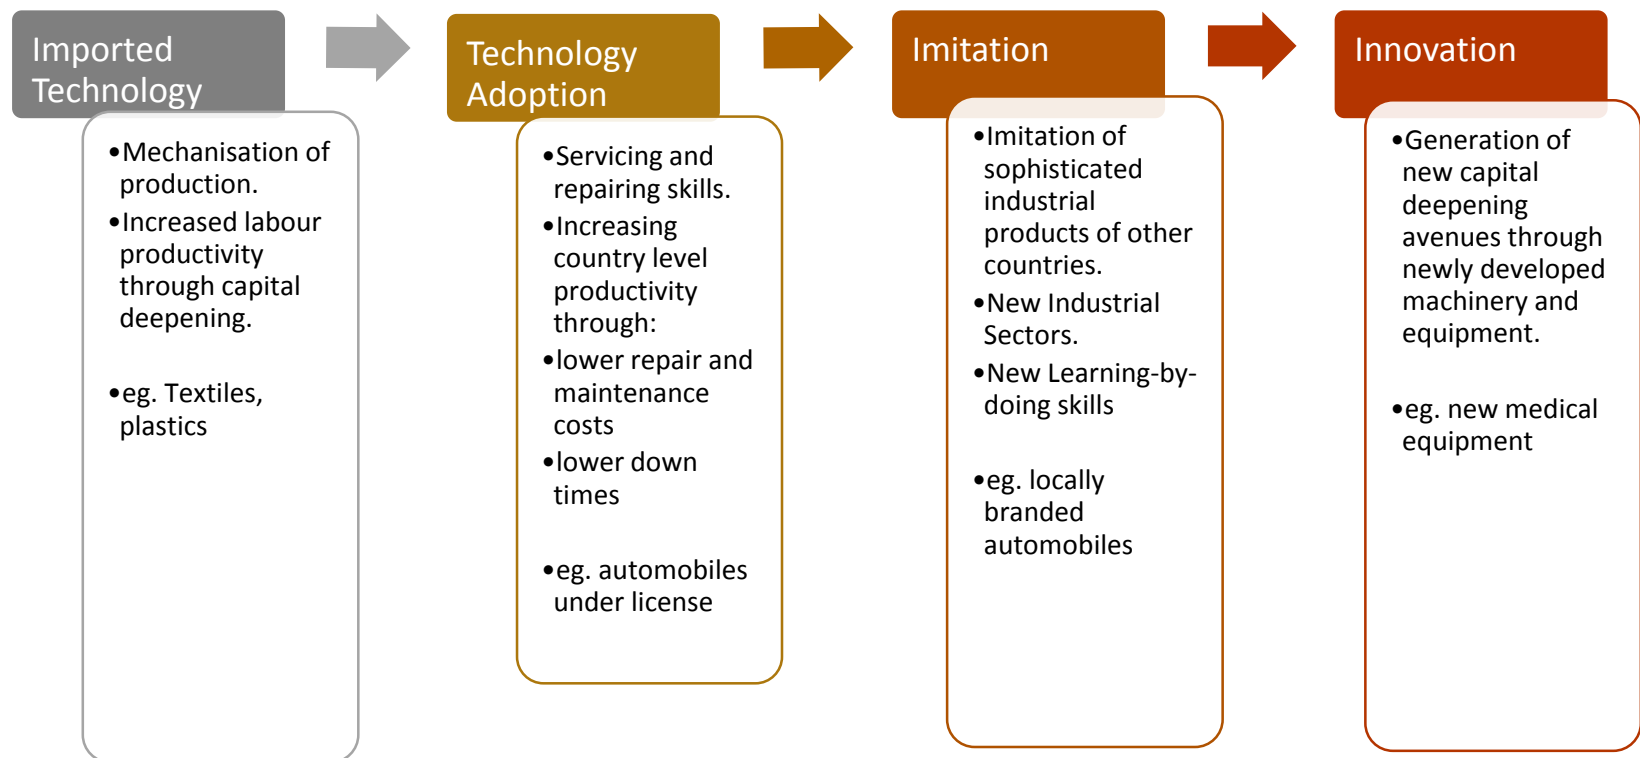 Imported
Technology
•Mechanisation of
production.
•Increased labour
productivity
through capital
deepening.
•eg. Textiles,
plastics
Technology
Adoption
•Servicing and
repairing skills.
•Increasing
country level
productivity
through:
•lower repair and
maintenance
costs
•lower down
times
•eg. automobiles
under license
Imitation
•Imitation of
sophisticated
industrial
products of other
countries.
•New Industrial
Sectors.
•New Learning-by-
doing skills
•eg. locally
branded
automobiles
Innovation
•Generation of
new capital
deepening
avenues through
newly developed
machinery and
equipment.
•eg. new medical
equipment